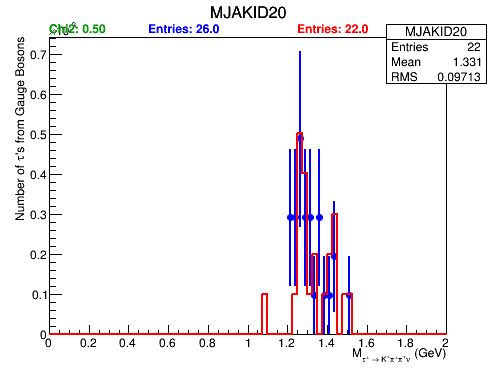 MJAKID20
Chi2: 0.50 Entries: 26.0 Entries: 22.0
MJAKID20
Entries 22
Mean 1.331
RMS 0.09713
Number of τ's from Gauge Bosons
0.7
0.6
0.5
0.4
0.3
0.2
0.1
0
0 0.2 0.4 0.6 0.8 1 1.2 1.4 1.6 1.8 2
(GeV)